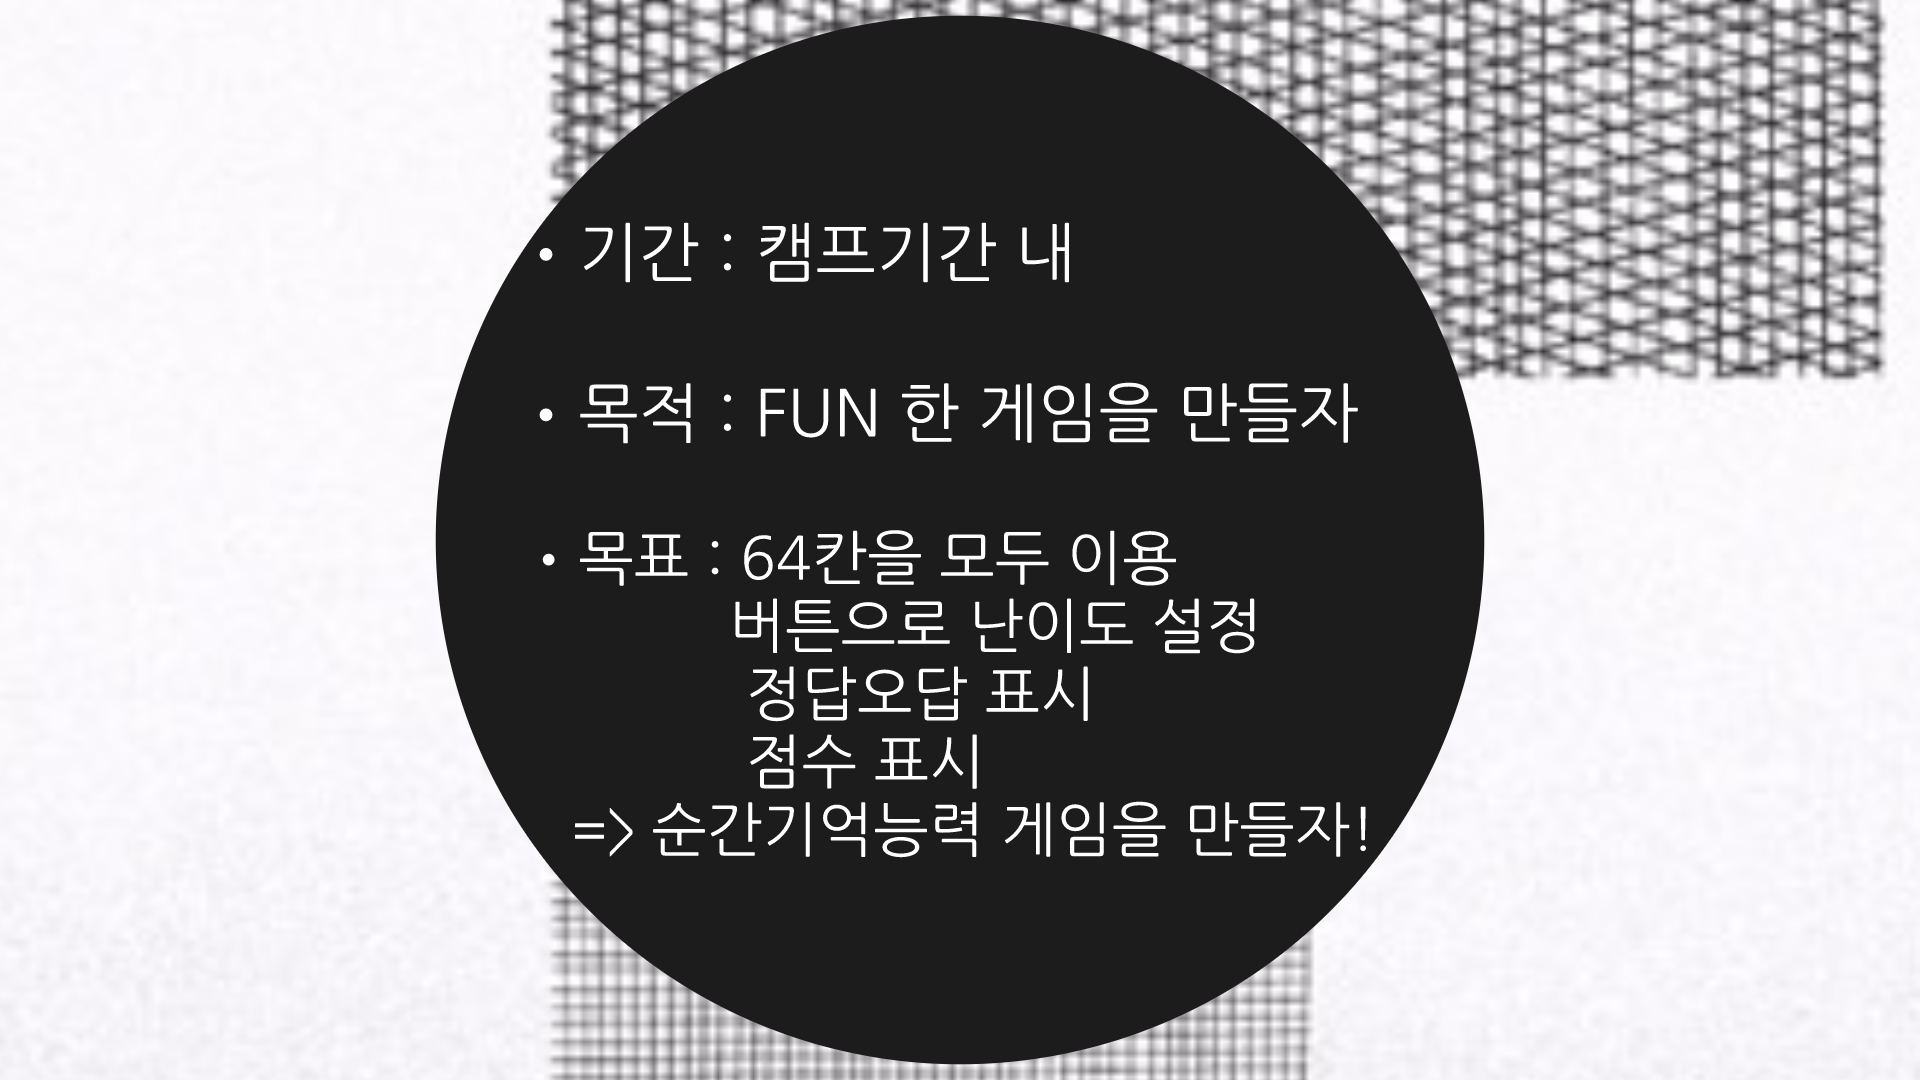 • 기간 : 캠프기간 내
• 목적 : FUN 한 게임을 만들자
• 목표 : 64칸을 모두 이용
버튼으로 난이도 설정
정답오답 표시
점수 표시
=> 순간기억능력 게임을 만들자!